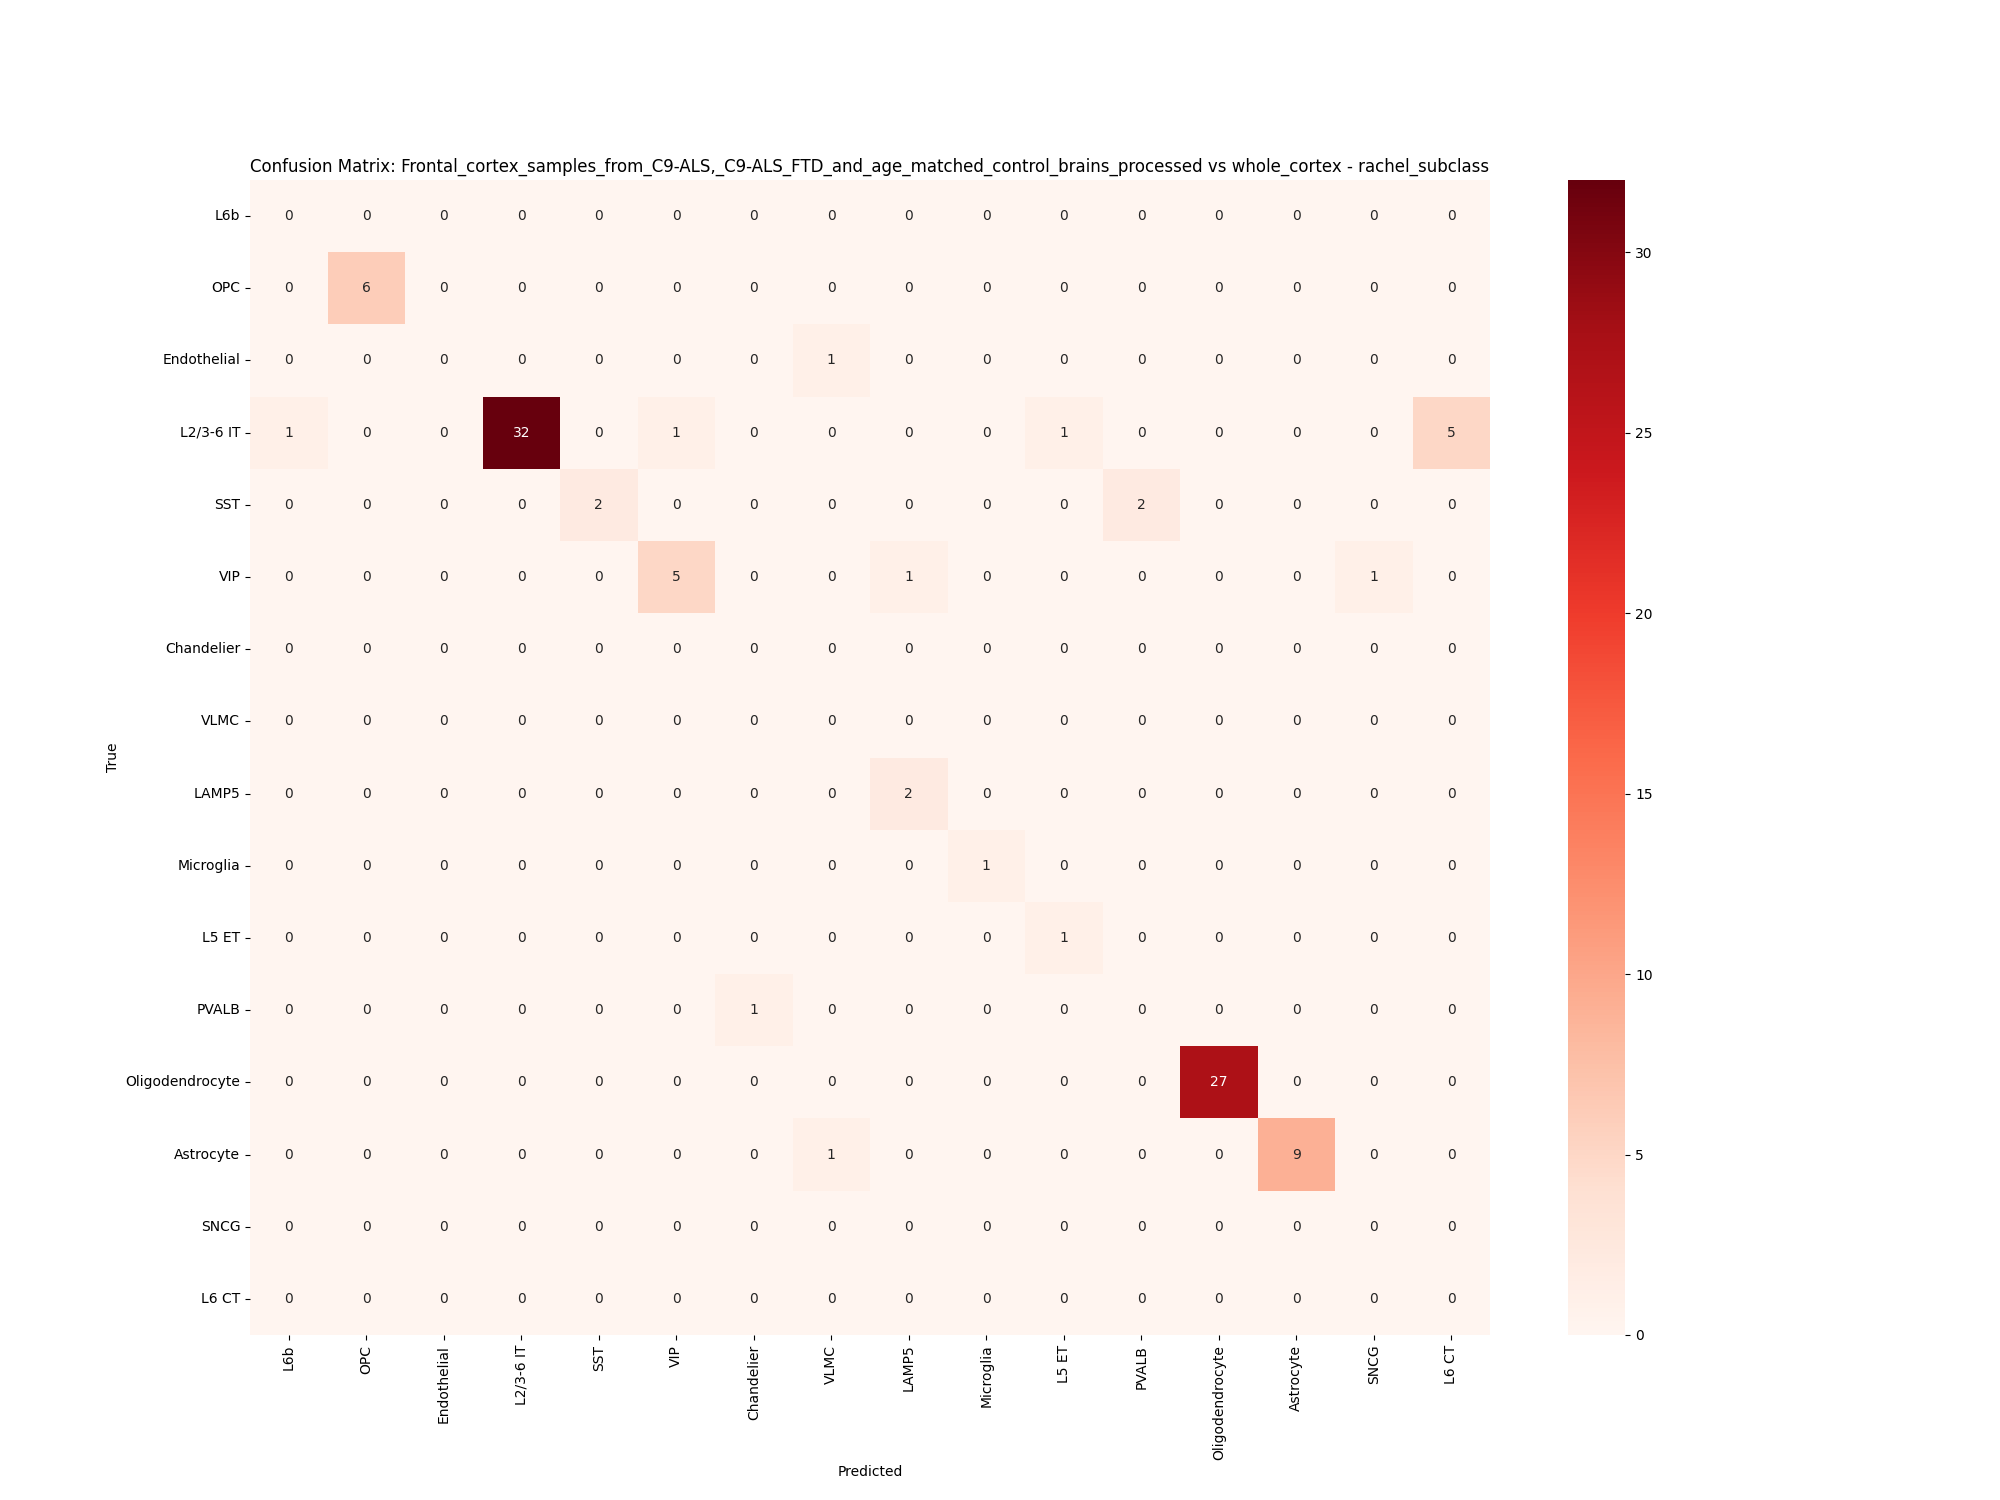 Confusion Matrix: Frontal_cortex_samples_from_C9-ALS,_C9-ALS_FTD_and_age_matched_control_brains_processed vs whole_cortex - rachel_subclass
L6b 0 0 0 0 0 0 0 0 0 0 0 0 0 0 0 0
OPC 0 6 0 0 0 0 0 0 0 0 0 0 0 0 0 0
Endothelial 0 0 0 0 0 0 0 1 0 0 0 0 0 0 0 0
L2/3-6 IT 1 0 0 32 0 1 0 0 0 0 1 0 0 0 0 5
SST 0 0 0 0 2 0 0 0 0 0 0 2 0 0 0 0
VIP 0 0 0 0 0 5 0 0 1 0 0 0 0 0 1 0
Chandelier 0 0 0 0 0 0 0 0 0 0 0 0 0 0 0 0
VLMC 0 0 0 0 0 0 0 0 0 0 0 0 0 0 0 0
LAMP5 0 0 0 0 0 0 0 0 2 0 0 0 0 0 0 0
Microglia 0 0 0 0 0 0 0 0 0 1 0 0 0 0 0 0
L5 ET 0 0 0 0 0 0 0 0 0 0 1 0 0 0 0 0
PVALB 0 0 0 0 0 0 1 0 0 0 0 0 0 0 0 0
Oligodendrocyte 0 0 0 0 0 0 0 0 0 0 0 0 27 0 0 0
Astrocyte 0 0 0 0 0 0 0 1 0 0 0 0 0 9 0 0
SNCG 0 0 0 0 0 0 0 0 0 0 0 0 0 0 0 0
L6 CT 0 0 0 0 0 0 0 0 0 0 0 0 0 0 0 0
L6b OPC Endothelial L2/3-6 IT SST VIP Chandelier VLMC LAMP5 Microglia L5 ET PVALB Oligodendrocyte Astrocyte SNCG L6 CT
Predicted
True
30
25
20
15
10
5
0